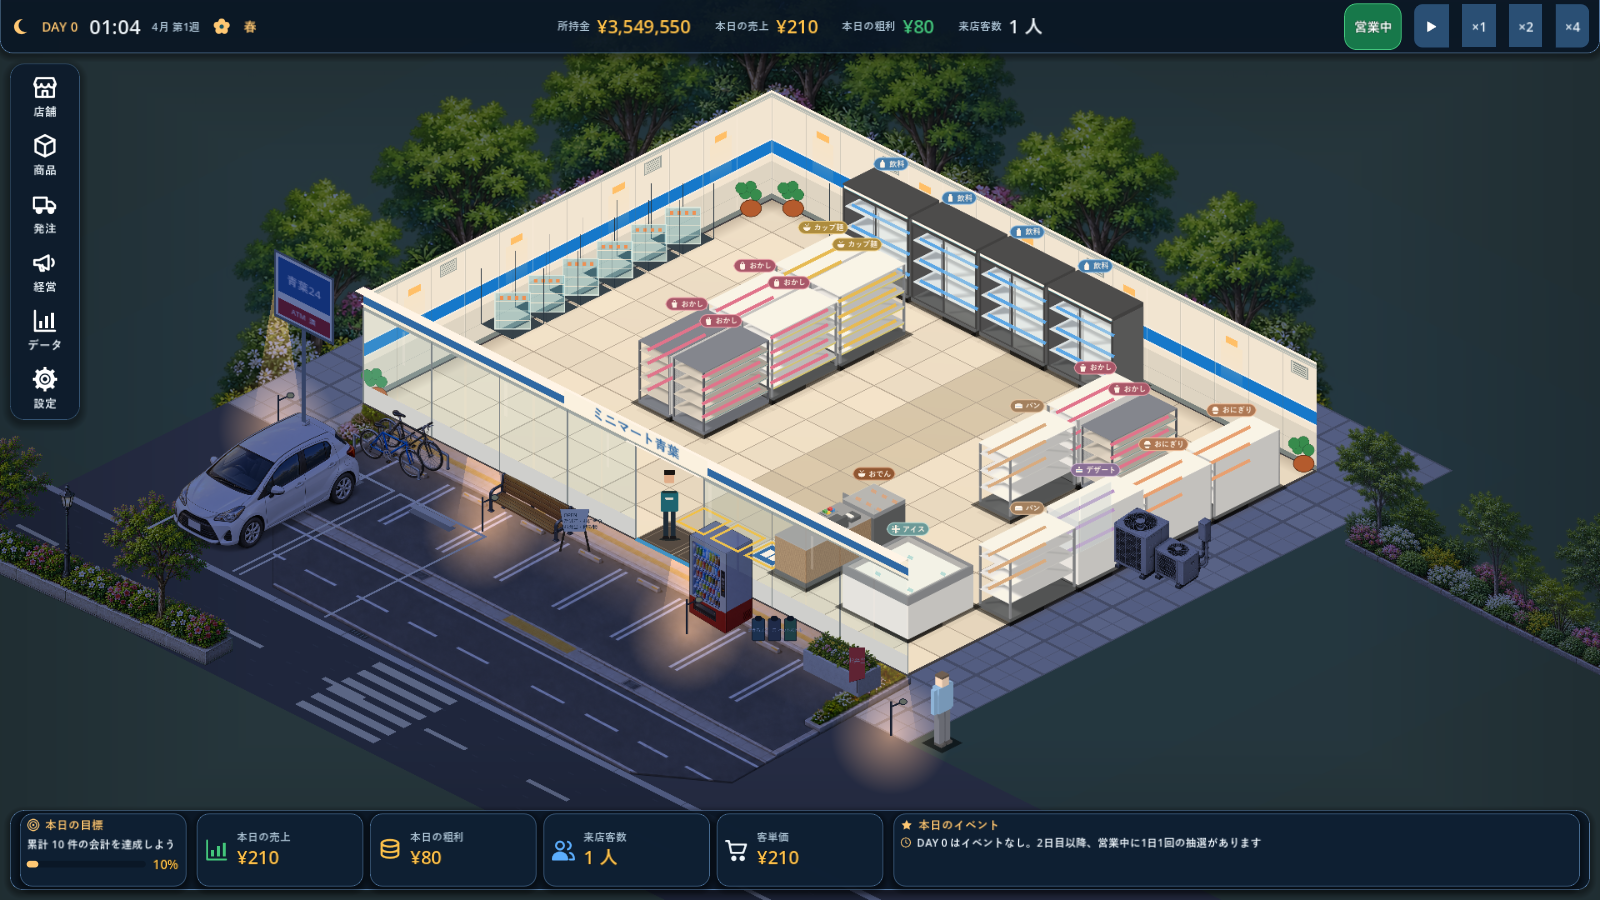 DAY 0 01:04 4月 第1週 春
所持金 ¥3,549,550 本日の売上 ¥210 本日の粗利 ¥80 来店客数 1 人
営業中 ×1 ×2 ×4
店舗
商品
発注
経営
データ
設定
飲料
飲料
飲料
飲料
カップ麺
カップ麺
おかし
おかし
おかし
おかし
青葉24
ATM
ミニマート青葉
おかし
おかし
パン
おにぎり
おにぎり
デザート
おでん
パン
アイス
本日の目標
累計 10 件の会計を達成しよう
10%
本日の売上
¥210
本日の粗利
¥80
来店客数
1 人
客単価
¥210
本日のイベント
DAY 0 はイベントなし。2日目以降、営業中に1日1回の抽選があります